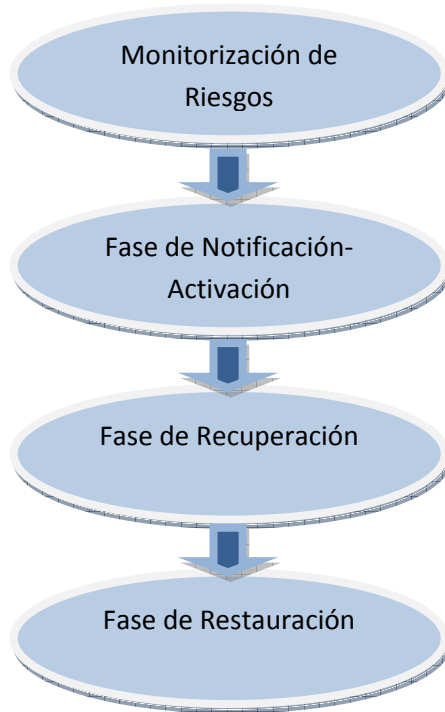 Monitorización de
Riesgos
Fase de Notificación-
Activación
Fase de Recuperación
Fase de Restauración